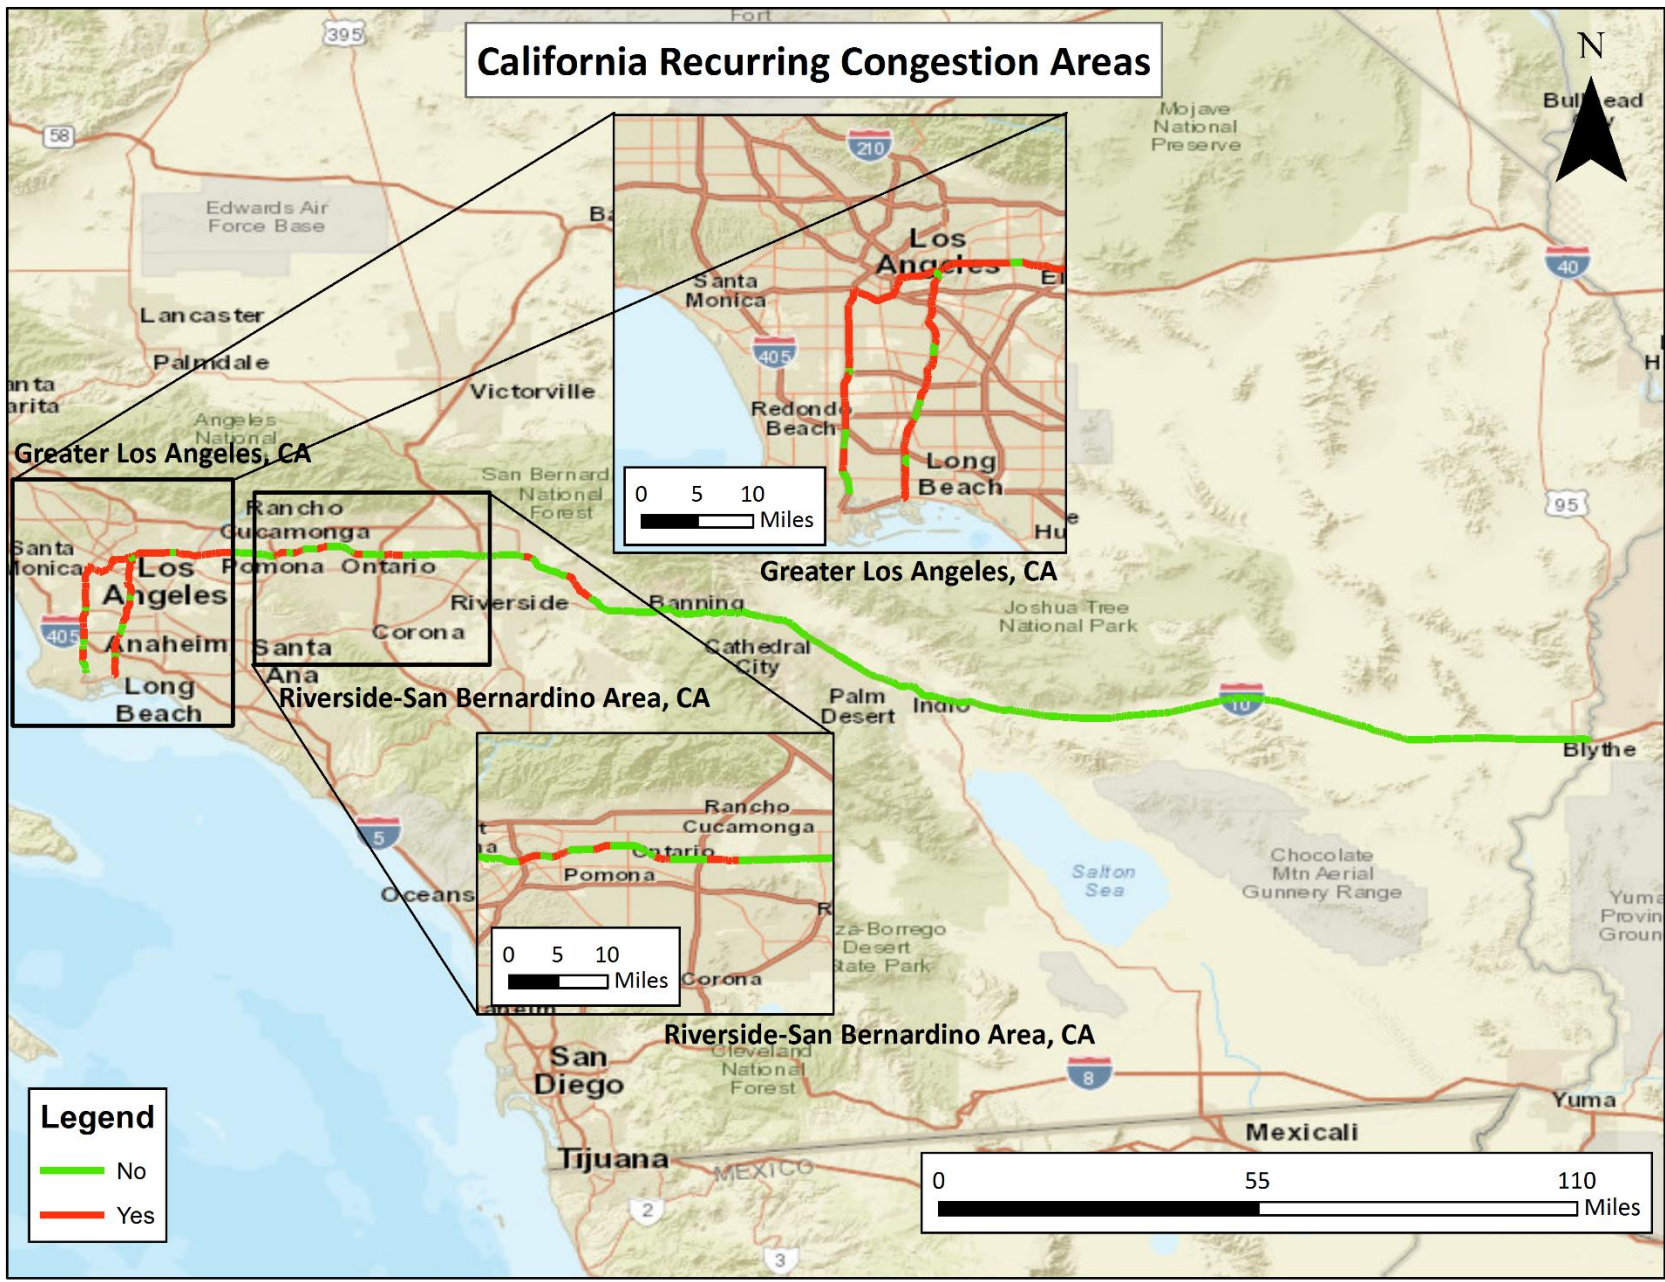 Fort
395
California Recurring Congestion Areas
N
58
Mojave
National
Preserve
210
Edwards Air
Force Base
Los
Angeles
40
Santa
Monica
Lancaster
405
Palmdale
Victorville
Redondo
Beach
Angeles
National
Greater Los Angeles, CA
San Bernard
National
Forest
Long
Beach
0 5 10
Miles
95
Rancho
Cucamonga
Santa
Monica
Los
Angeles
Pomona
Ontario
Greater Los Angeles, CA
Riverside
Banning
Joshua Tree
National Park
405
Anaheim
Santa
Ana
Corona
Cathedral
City
Long
Beach
Riverside-San Bernardino Area, CA
Palm
Desert
Indio
10
Blythe
Rancho
Cucamonga
5
Ontario
Pomona
Salton
Sea
Chocolate
Mtn Aerial
Gunnery Range
Oceans
0 5 10
Miles
Corona
Desert
State Park
Riverside-San Bernardino Area, CA
San
Diego
Cleveland
National
Forest
8
Yuma
Legend
No
Yes
Tijuana
MEXICO
Mexicali
2
3
0 55 110
Miles